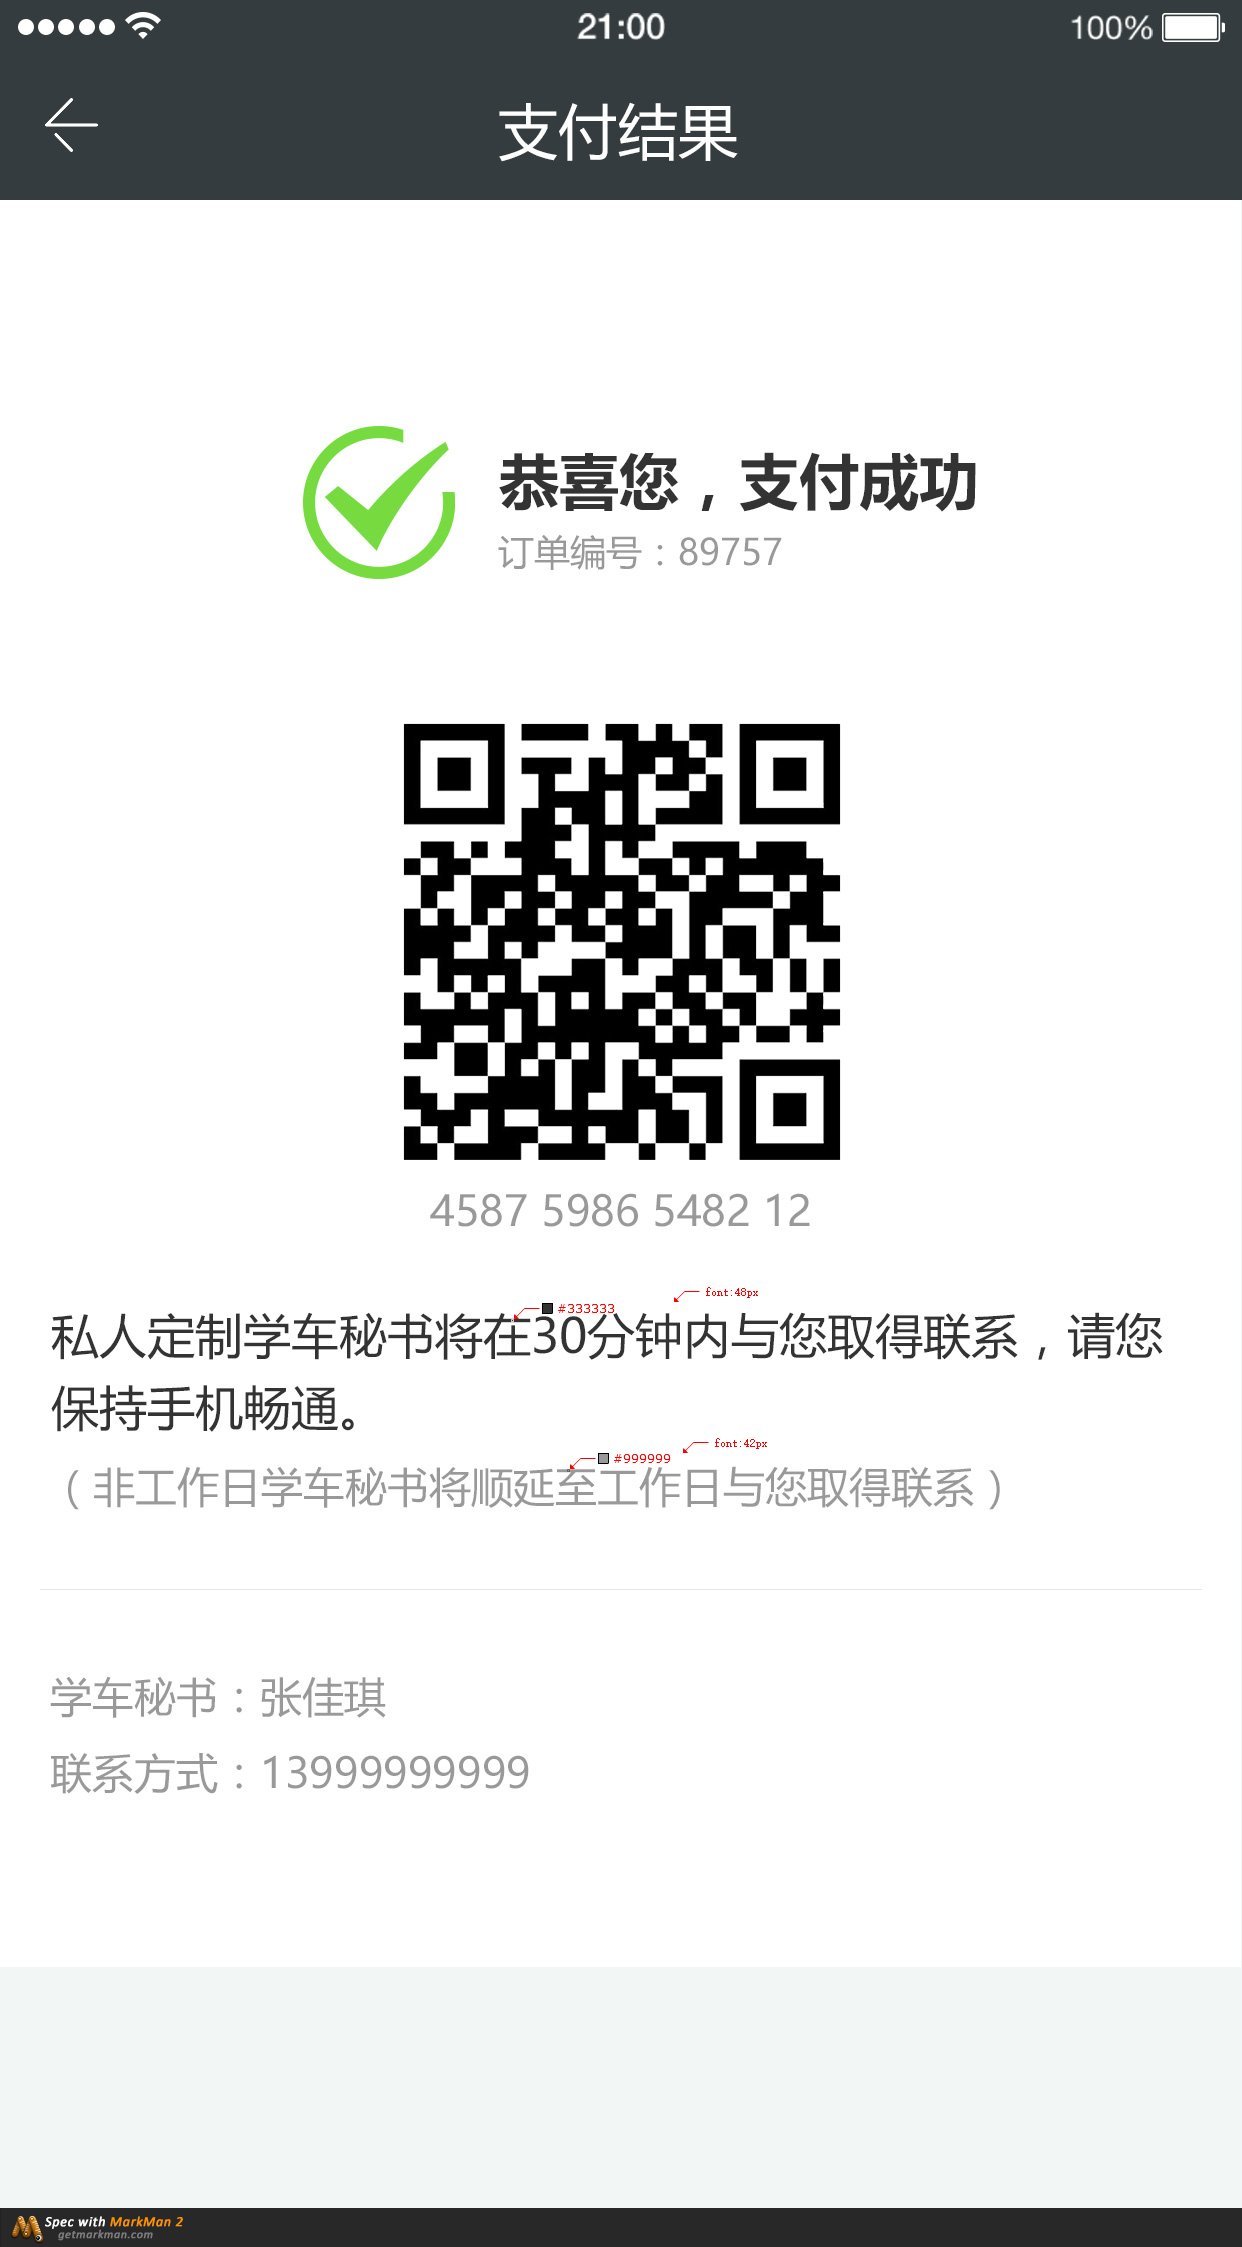 21:00
100%
支付结果
恭喜您，支付成功
订单编号：89757
4587 5986 5482 12
font:48px
#333333
私人定制学车秘书将在30分钟内与您取得联系，请您
保持手机畅通。
font:42px
#999999
（非工作日学车秘书将顺延至工作日与您取得联系）
学车秘书：张佳琪
联系方式：13999999999
Spec with MarkMan 2
getmarkman.com